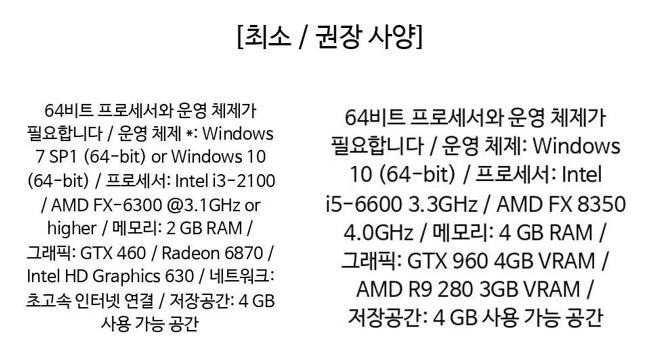 [최소 / 권장 사양]
64비트 프로세서와 운영 체제가
필요합니다 / 운영 체제 *: Windows
7 SP1 (64-bit) or Windows 10
(64-bit) / 프로세서: Intel i3-2100
/ AMD FX-6300 @3.1GHz or
higher / 메모리: 2 GB RAM /
그래픽: GTX 460 / Radeon 6870 /
Intel HD Graphics 630 / 네트워크:
초고속 인터넷 연결 / 저장공간: 4 GB
사용 가능 공간
64비트 프로세서와 운영 체제가
필요합니다 / 운영 체제: Windows
10 (64-bit) / 프로세서: Intel
i5-6600 3.3GHz / AMD FX 8350
4.0GHz / 메모리: 4 GB RAM /
그래픽: GTX 960 4GB VRAM /
AMD R9 280 3GB VRAM /
저장공간: 4 GB 사용 가능 공간